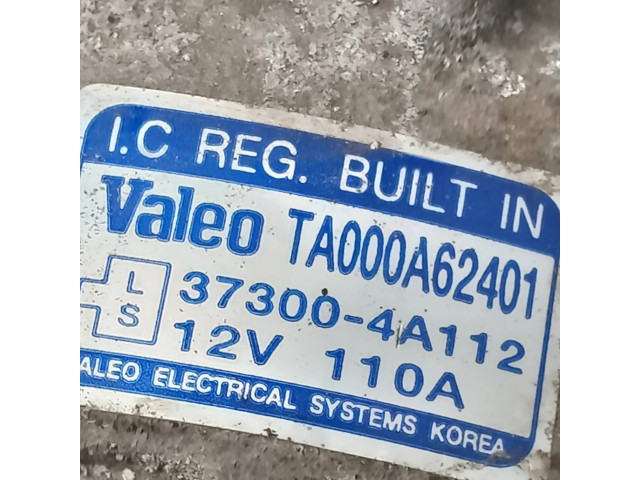 I.C REG. BUILT IN
Valeo TA000A62401
L 37300-4A112
S 12V 110A
ALEO ELECTRICAL SYSTEMS KOREA